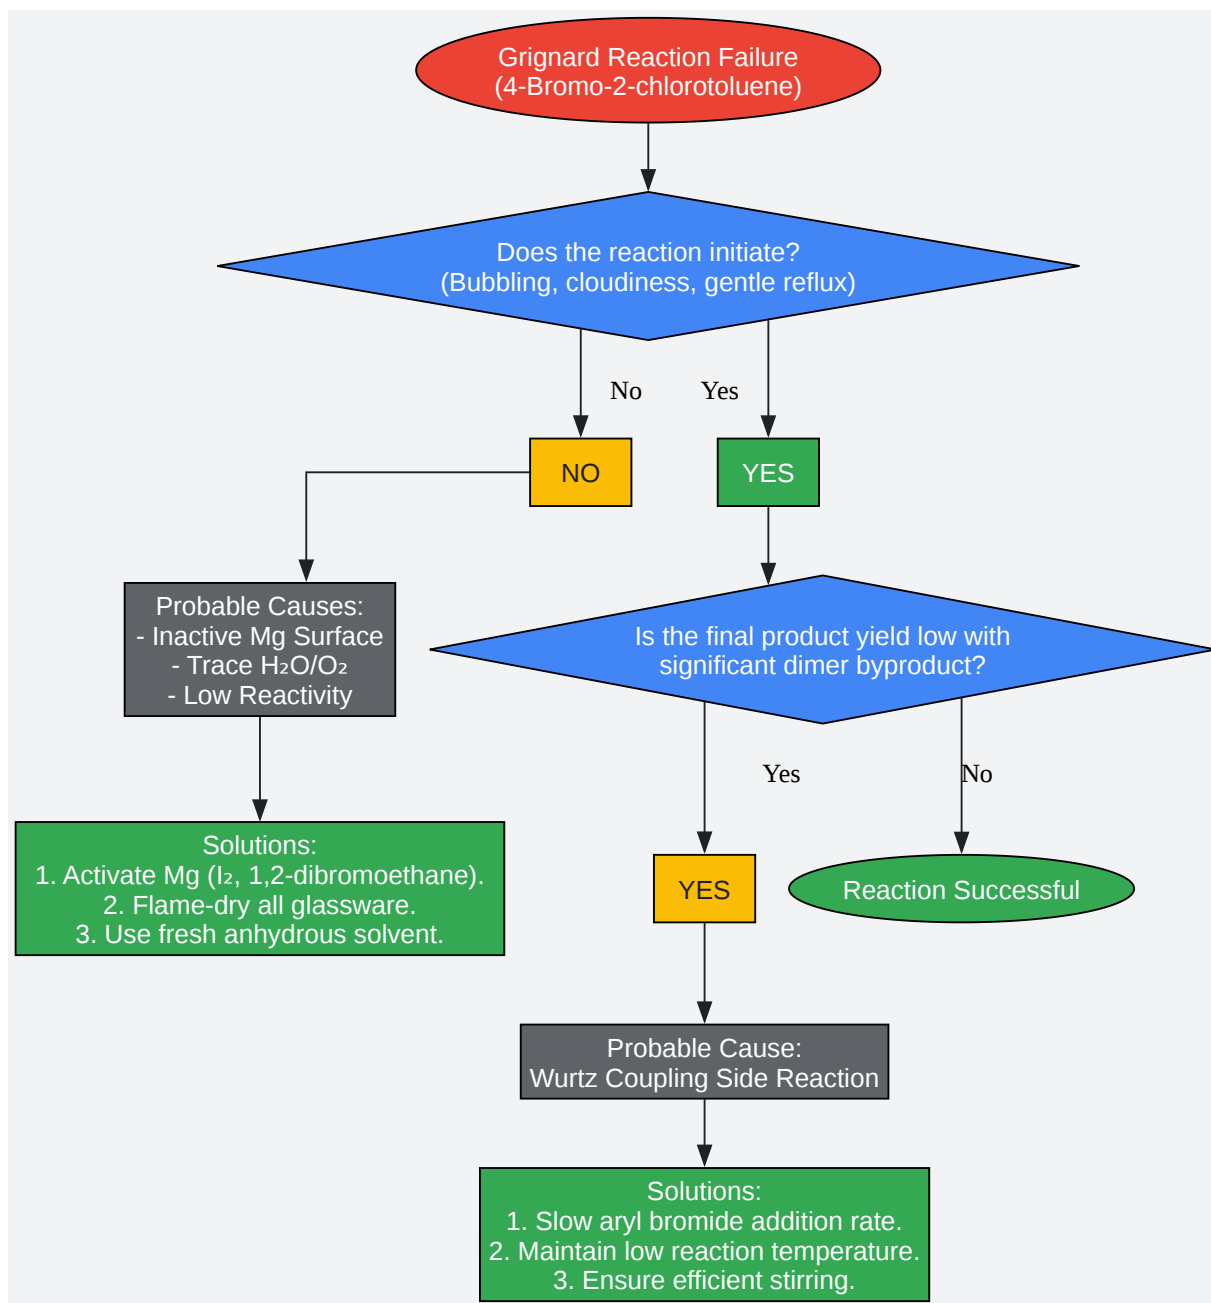 Grignard Reaction Failure
(4-Bromo-2-chlorotoluene)
Does the reaction initiate?
(Bubbling, cloudiness, gentle reflux)
No
Yes
NO
YES
Probable Causes:
- Inactive Mg Surface
- Trace H₂O/O₂
- Low Reactivity
Is the final product yield low with
significant dimer byproduct?
Yes
No
Solutions:
1. Activate Mg (I₂, 1,2-dibromoethane).
2. Flame-dry all glassware.
3. Use fresh anhydrous solvent.
YES
Reaction Successful
Probable Cause:
Wurtz Coupling Side Reaction
Solutions:
1. Slow aryl bromide addition rate.
2. Maintain low reaction temperature.
3. Ensure efficient stirring.